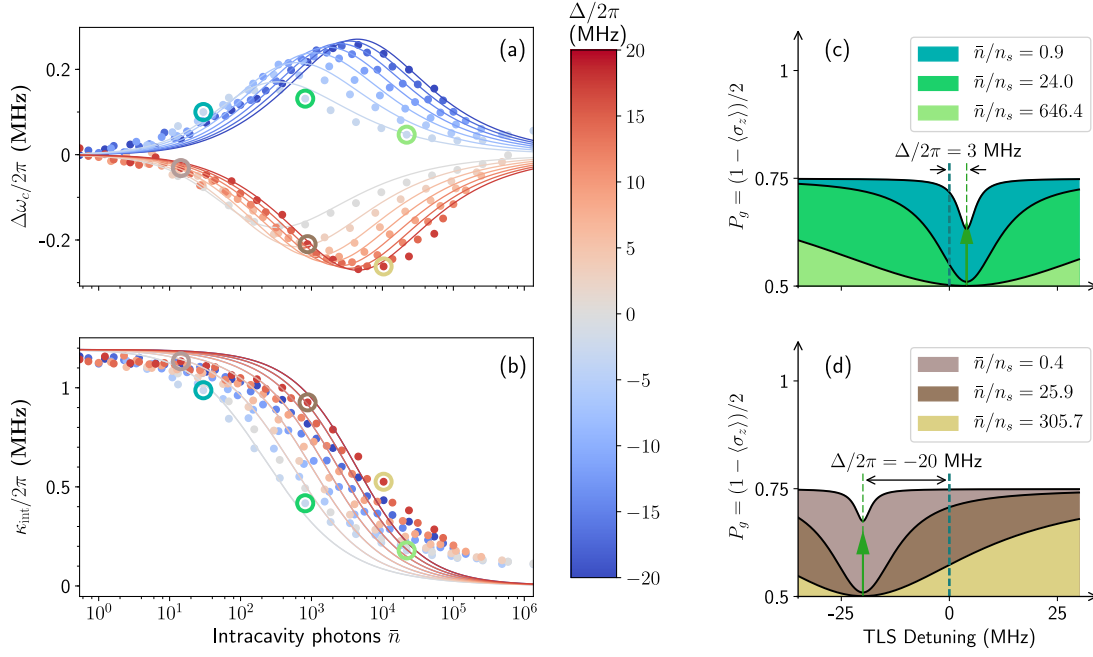 (a)
Δω_c/2π (MHz)
0.2
0
-0.2
(b)
κ_int/2π (MHz)
1
0.5
0
10^0 10^1 10^2 10^3 10^4 10^5 10^6
Intracavity photons n̄
Δ/2π
(MHz)
20
15
10
5
0
−5
−10
−15
−20
(c)
n̄/n_s = 0.9
n̄/n_s = 24.0
n̄/n_s = 646.4
Δ/2π = 3 MHz
P_g = (1 − ⟨σ_z⟩)/2
1
0.75
0.5
(d)
n̄/n_s = 0.4
n̄/n_s = 25.9
n̄/n_s = 305.7
Δ/2π = −20 MHz
P_g = (1 − ⟨σ_z⟩)/2
1
0.75
0.5
-25 0 25
TLS Detuning (MHz)